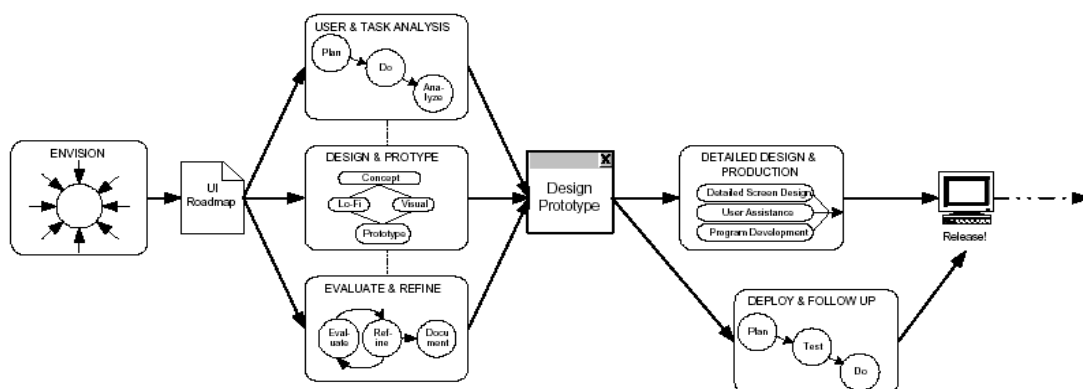 ENVISION
UI
Roadmap
USER & TASK ANALYSIS
Plan
Do
Ana-
lyze
DESIGN & PROTYPE
Concept
Lo-Fi
Visual
Prototype
EVALUATE & REFINE
Eval-
uate
Ref-
ine
Docu
ment
X
Design
Prototype
DETAILED DESIGN &
PRODUCTION
Detailed Screen Design
User Assistance
Program Development
DEPLOY & FOLLOW UP
Plan
Test
Do
Release!